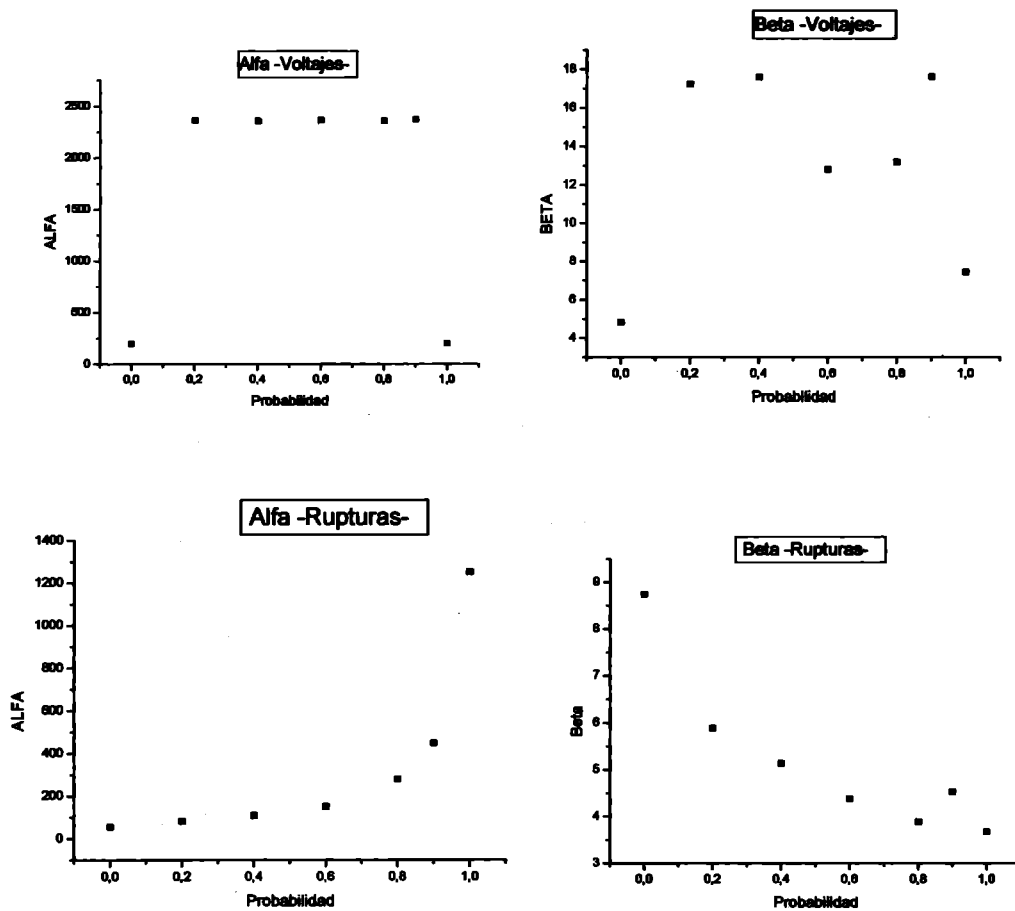 Alfa -Voltajes-
2500
2000
1500
1000
500
0
ALFA
0,0 0,2 0,4 0,6 0,8 1,0
Probabilidad
Beta -Voltajes-
18
16
14
12
10
8
6
4
BETA
0,0 0,2 0,4 0,6 0,8 1,0
Probabilidad
Alfa -Rupturas-
1400
1200
1000
800
600
400
200
0
ALFA
0,0 0,2 0,4 0,6 0,8 1,0
Probabilidad
Beta -Rupturas-
9
8
7
6
5
4
3
Beta
0,0 0,2 0,4 0,6 0,8 1,0
Probabilidad